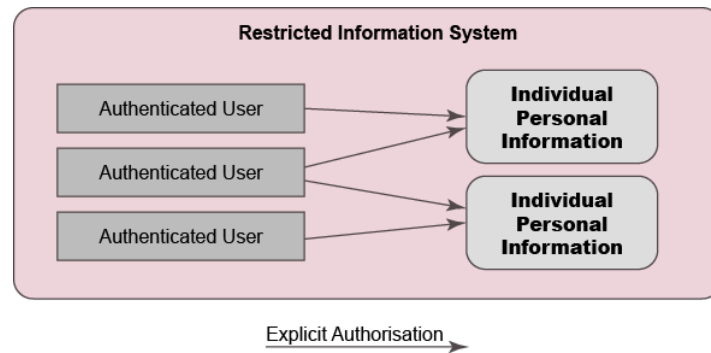 Restricted Information System
Authenticated User
Individual
Personal
Information
Authenticated User
Individual
Personal
Information
Authenticated User
Explicit Authorisation